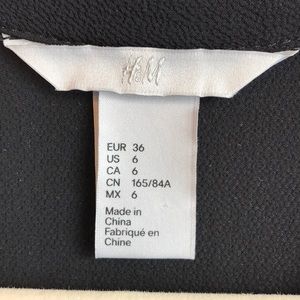 H&M
EUR 36
US 6
CA 6
CN 165/84A
MX 6
Made in
China
Fabriqué en
Chine